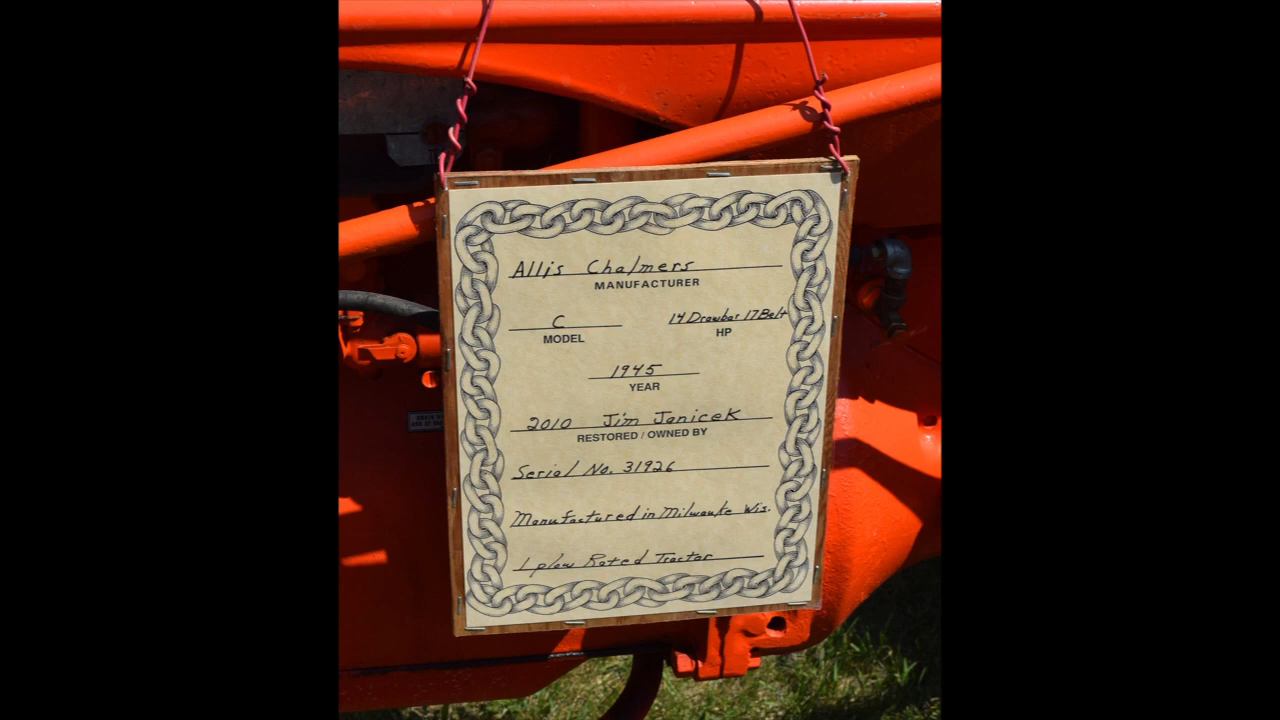 Allis Chalmers
MANUFACTURER
C 14 Drawbar 17 Belt
MODEL HP
1945
YEAR
2010 Jim Janicek
RESTORED / OWNED BY
Serial No. 31926
Manufactured in Milwauke Wis.
1 plow Rated Tractor